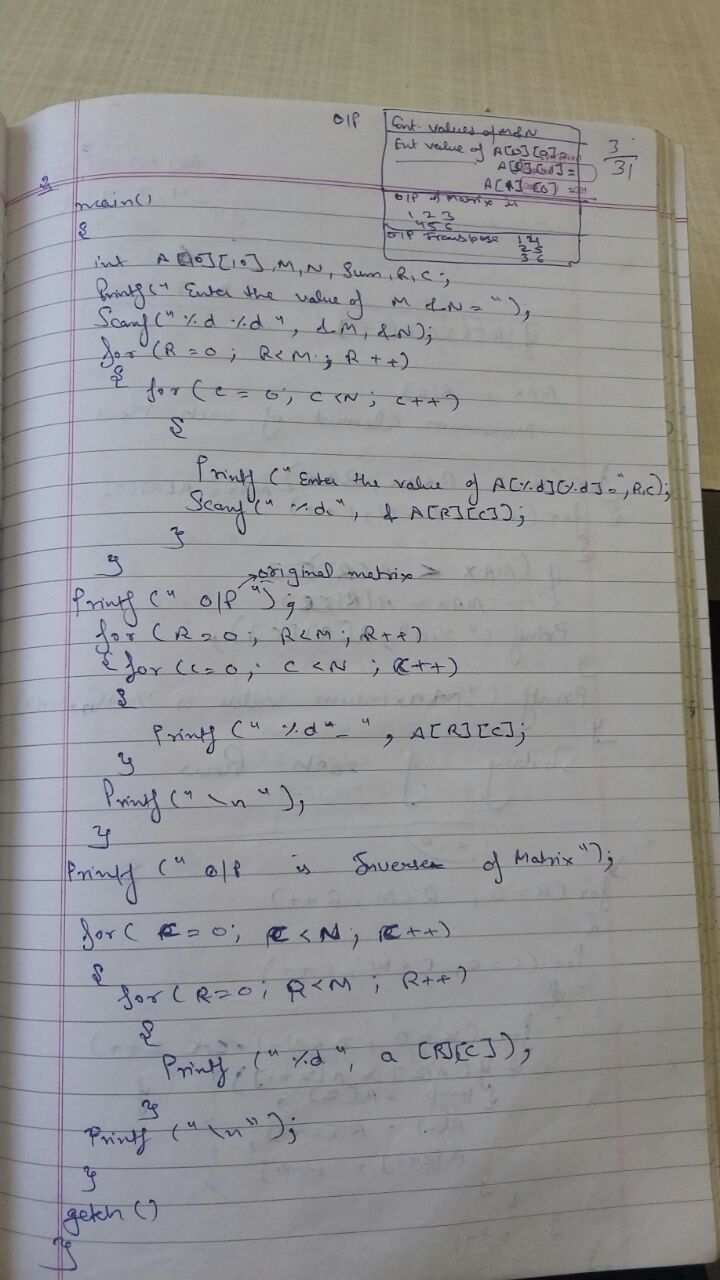 O/P
Ent. values of M&N
Ent value of A[0][0]=
A[0][1]=
A[1][0]=
O/P of Matrix
1 2 3
4 5 6
O/P Transpose 1 4
2 5
3 6
3
31
2
main()
{
int A[10][10], M, N, Sum, R, C;
Printf(" Enter the value of M & N = "),
Scanf("%d %d", &M, &N);
for (R = 0 ; R<M ; R ++)
{ for ( C = 0; C<N ; C++)
{
Printf ("Enter the value of A[%d][%d]=", R,C);
Scanf(" %d", & A[R][C]);
}
}
original matrix
Printf (" O/P ");
for ( R = 0 ; R<M ; R++)
{ for (C=0; C <N ; C++)
{
Printf (" %d"_" , A[R][C];
}
Printf (" \n ");
}
Printf (" O/P is Inverse of Matrix");
for ( C = 0; C < N ; C++)
{ for ( R=0 ; R<M ; R++)
{
Printf ("%d", a [R][C]);
}
Printf ("\n");
}
getch ()
}